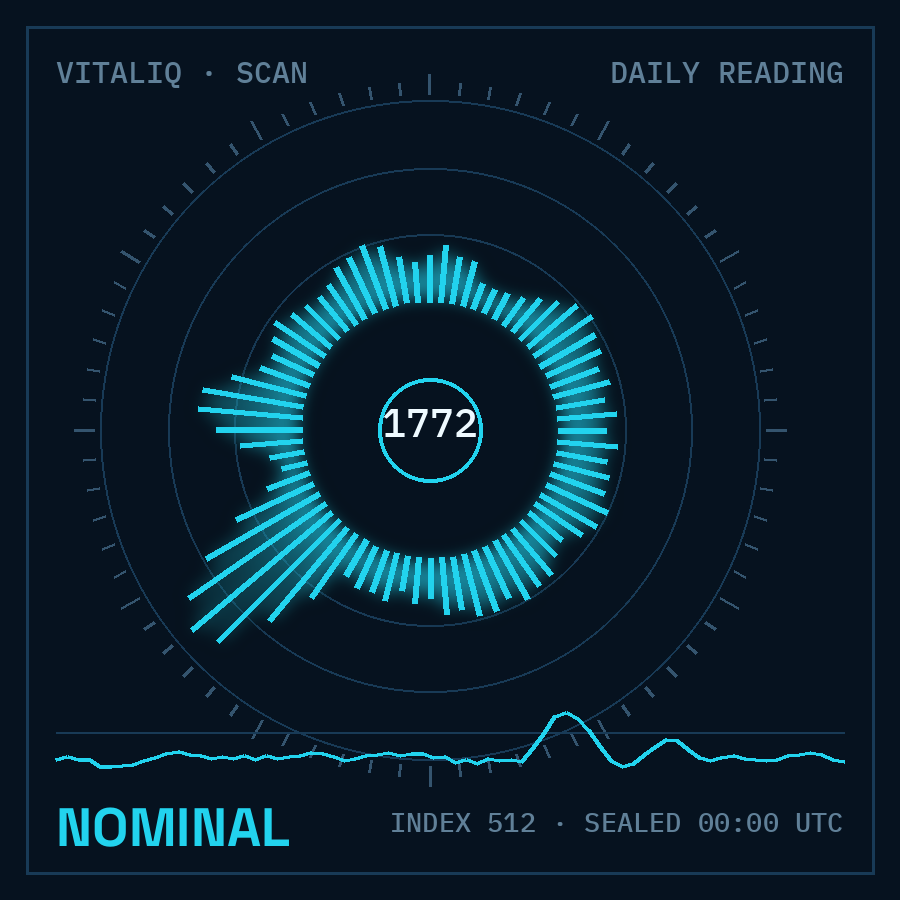 VITALIQ · SCAN
DAILY READING
1772
NOMINAL
INDEX 512 · SEALED 00:00 UTC